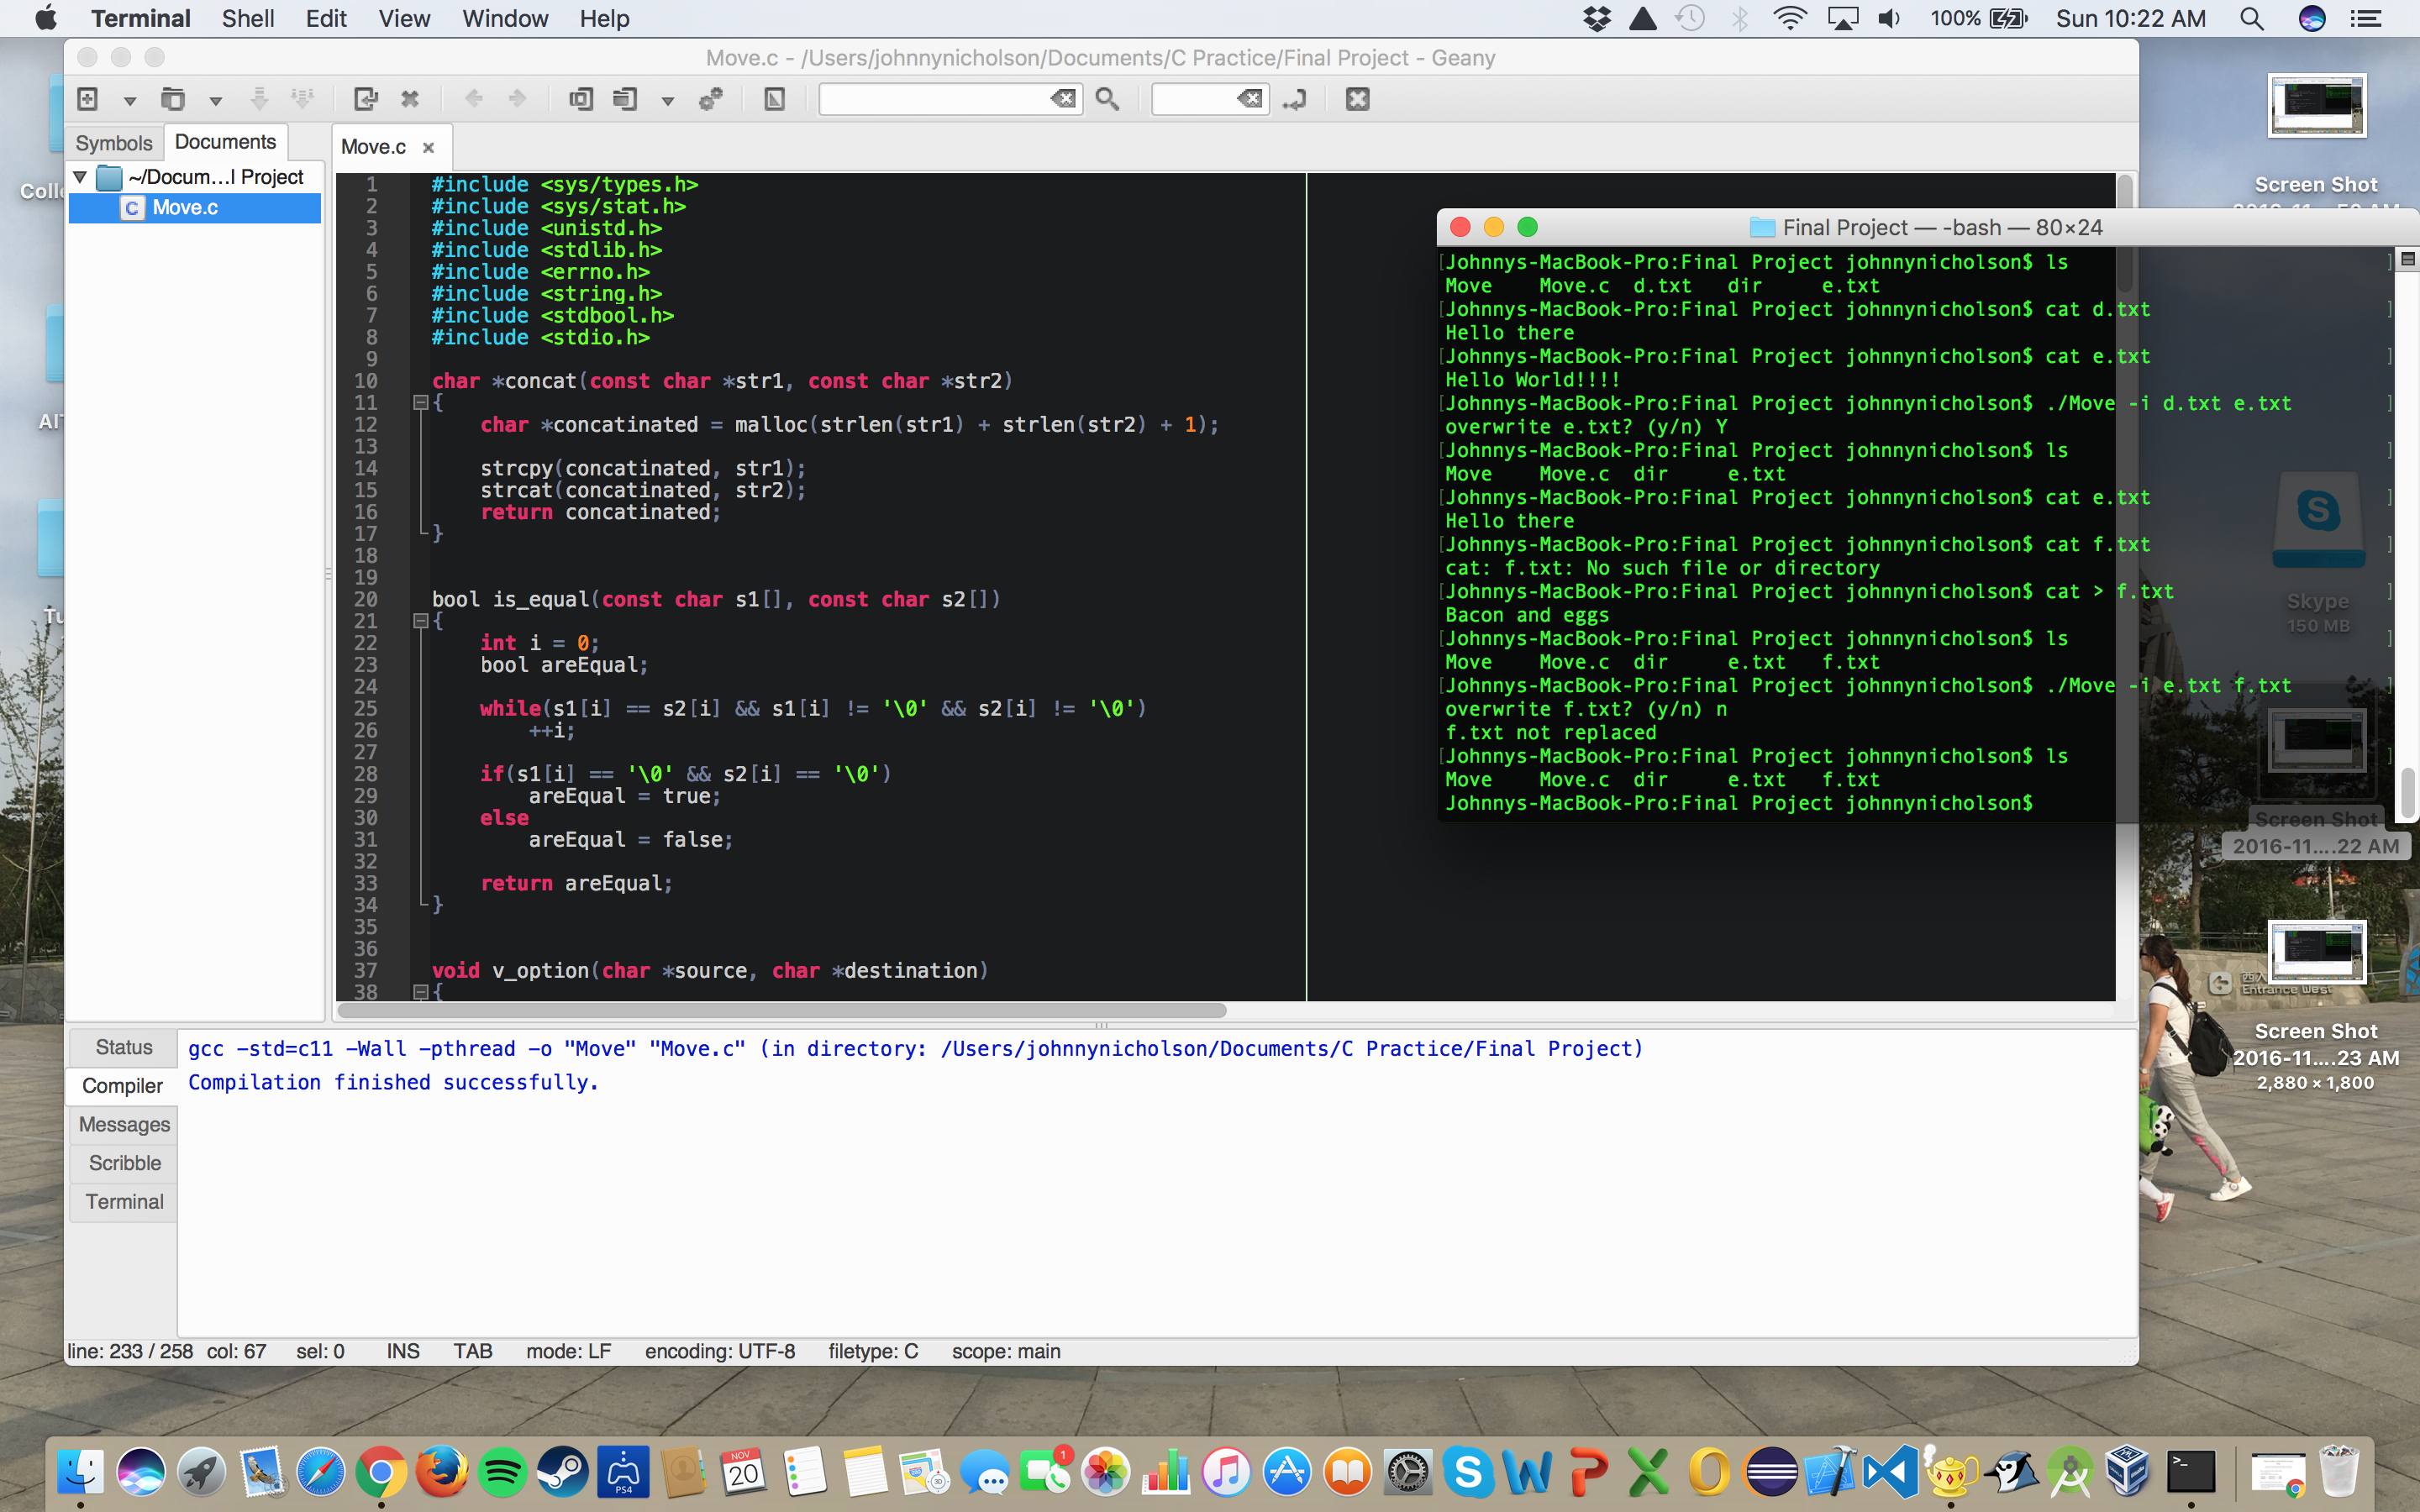 Terminal Shell Edit View Window Help 100% Sun 10:22 AM
Move.c - /Users/johnnynicholson/Documents/C Practice/Final Project - Geany
Symbols Documents
~/Docum...l Project
C Move.c
Move.c
1 #include <sys/types.h>
2 #include <sys/stat.h>
3 #include <unistd.h>
4 #include <stdlib.h>
5 #include <errno.h>
6 #include <string.h>
7 #include <stdbool.h>
8 #include <stdio.h>
9
10 char *concat(const char *str1, const char *str2)
11 {
12 char *concatinated = malloc(strlen(str1) + strlen(str2) + 1);
13
14 strcpy(concatinated, str1);
15 strcat(concatinated, str2);
16 return concatinated;
17 }
18
19
20 bool is_equal(const char s1[], const char s2[])
21 {
22 int i = 0;
23 bool areEqual;
24
25 while(s1[i] == s2[i] && s1[i] != '\0' && s2[i] != '\0')
26 ++i;
27
28 if(s1[i] == '\0' && s2[i] == '\0')
29 areEqual = true;
30 else
31 areEqual = false;
32
33 return areEqual;
34 }
35
36
37 void v_option(char *source, char *destination)
38 {
Final Project — -bash — 80×24
[Johnnys-MacBook-Pro:Final Project johnnynicholson$ ls ]
Move Move.c d.txt dir e.txt
[Johnnys-MacBook-Pro:Final Project johnnynicholson$ cat d.txt ]
Hello there
[Johnnys-MacBook-Pro:Final Project johnnynicholson$ cat e.txt ]
Hello World!!!!
[Johnnys-MacBook-Pro:Final Project johnnynicholson$ ./Move -i d.txt e.txt ]
overwrite e.txt? (y/n) Y
[Johnnys-MacBook-Pro:Final Project johnnynicholson$ ls ]
Move Move.c dir e.txt
[Johnnys-MacBook-Pro:Final Project johnnynicholson$ cat e.txt ]
Hello there
[Johnnys-MacBook-Pro:Final Project johnnynicholson$ cat f.txt ]
cat: f.txt: No such file or directory
[Johnnys-MacBook-Pro:Final Project johnnynicholson$ cat > f.txt ]
Bacon and eggs
[Johnnys-MacBook-Pro:Final Project johnnynicholson$ ls ]
Move Move.c dir e.txt f.txt
[Johnnys-MacBook-Pro:Final Project johnnynicholson$ ./Move -i e.txt f.txt ]
overwrite f.txt? (y/n) n
f.txt not replaced
[Johnnys-MacBook-Pro:Final Project johnnynicholson$ ls ]
Move Move.c dir e.txt f.txt
Johnnys-MacBook-Pro:Final Project johnnynicholson$
Status
Compiler
Messages
Scribble
Terminal
gcc -std=c11 -Wall -pthread -o "Move" "Move.c" (in directory: /Users/johnnynicholson/Documents/C Practice/Final Project)
Compilation finished successfully.
line: 233 / 258 col: 67 sel: 0 INS TAB mode: LF encoding: UTF-8 filetype: C scope: main
Screen Shot
Skype
150 MB
Screen Shot
2016-11....22 AM
Entrance West
Screen Shot
2016-11....23 AM
2,880 × 1,800
PS4
NOV
20
3D
1